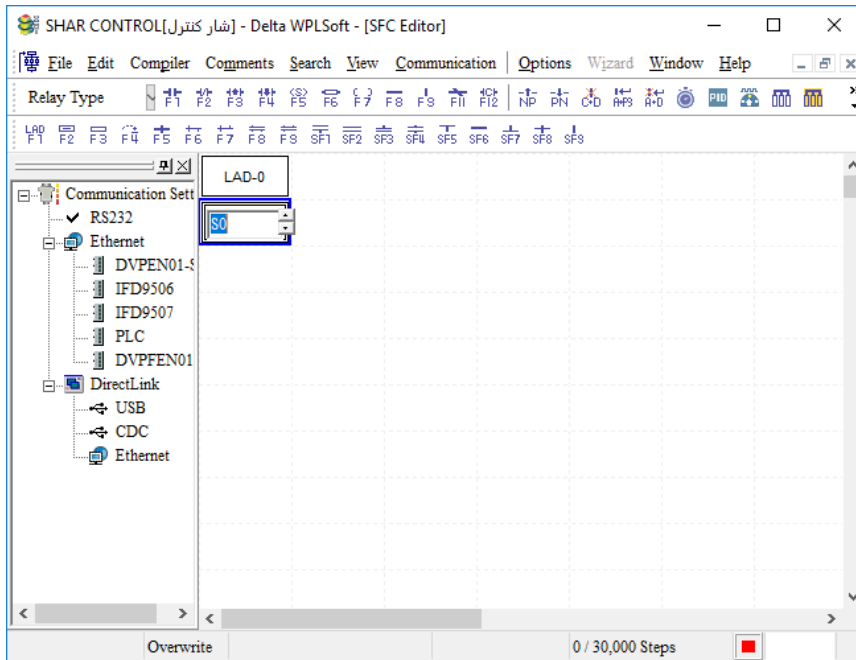 SHAR CONTROL[شار کنترل] - Delta WPLSoft - [SFC Editor]
File Edit Compiler Comments Search View Communication Options Wizard Window Help
Relay Type F1 F2 F3 F4 F5 F6 F7 F8 F9 F11 F12 NP PN C+D A+P3 A+D PID
LAD F1 F2 F3 F4 F5 F6 F7 F8 F9 SF1 SF2 SF3 SF4 SF5 SF6 SF7 SF8 SF9
LAD-0
S0
Communication Sett
RS232
Ethernet
DVPEN01-S
IFD9506
IFD9507
PLC
DVPFEN01
DirectLink
USB
CDC
Ethernet
Overwrite 0 / 30,000 Steps